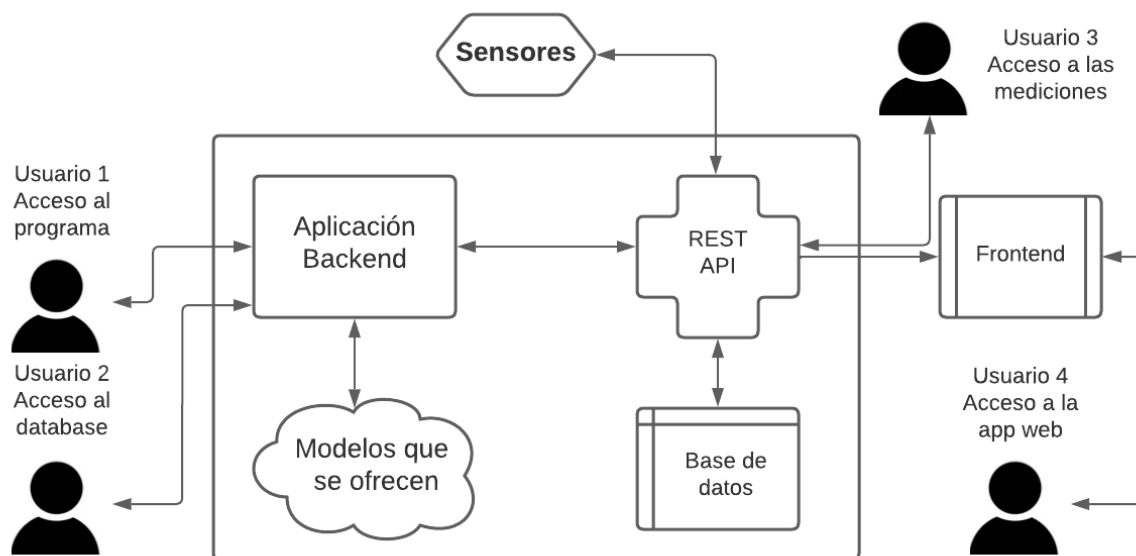 Sensores
Usuario 3
Acceso a las
mediciones
Usuario 1
Acceso al
programa
Aplicación
Backend
REST
API
Frontend
Usuario 2
Acceso al
database
Modelos que
se ofrecen
Base de
datos
Usuario 4
Acceso a la
app web